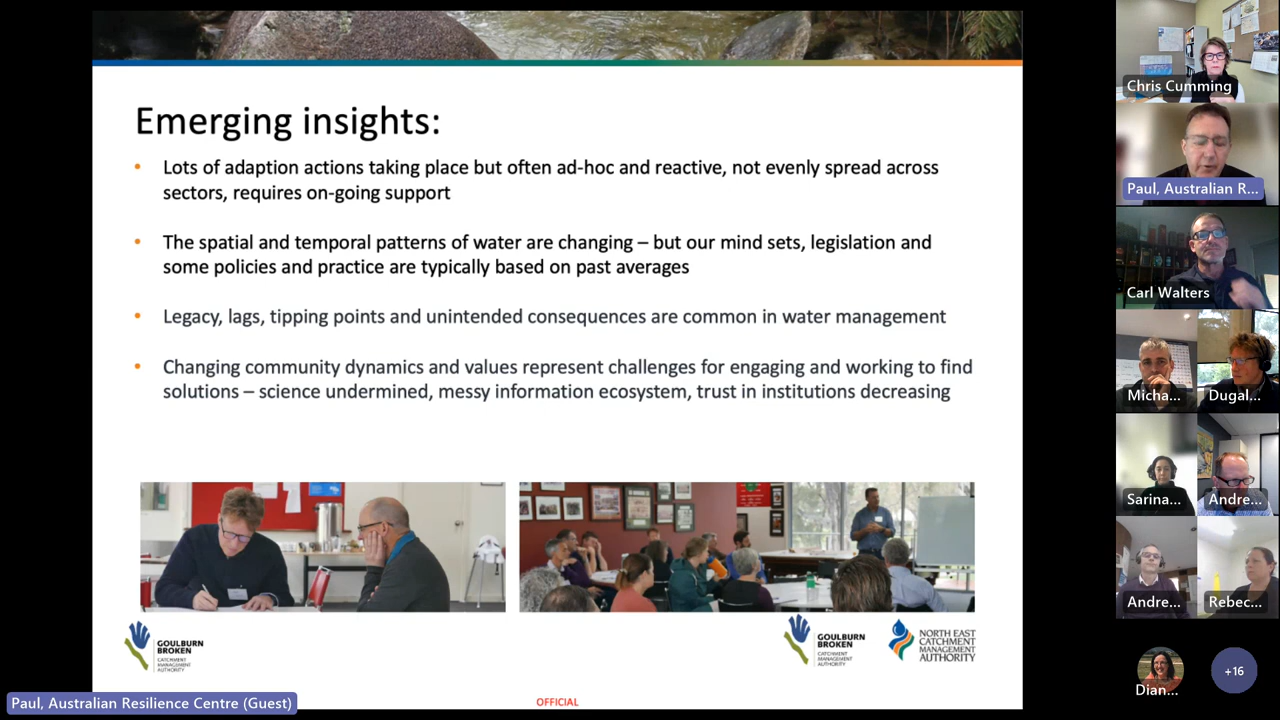 Emerging insights:
• Lots of adaption actions taking place but often ad-hoc and reactive, not evenly spread across
sectors, requires on-going support
• The spatial and temporal patterns of water are changing – but our mind sets, legislation and
some policies and practice are typically based on past averages
• Legacy, lags, tipping points and unintended consequences are common in water management
• Changing community dynamics and values represent challenges for engaging and working to find
solutions – science undermined, messy information ecosystem, trust in institutions decreasing
GOULBURN
BROKEN
CATCHMENT
MANAGEMENT
AUTHORITY
GOULBURN
BROKEN
CATCHMENT
MANAGEMENT
AUTHORITY
NORTH EAST
CATCHMENT
MANAGEMENT
AUTHORITY
OFFICIAL
Paul, Australian Resilience Centre (Guest)
Chris Cumming
Paul, Australian R...
Carl Walters
Micha...
Dugal...
Sarina...
Andre...
Andre...
Rebec...
Dian...
+16